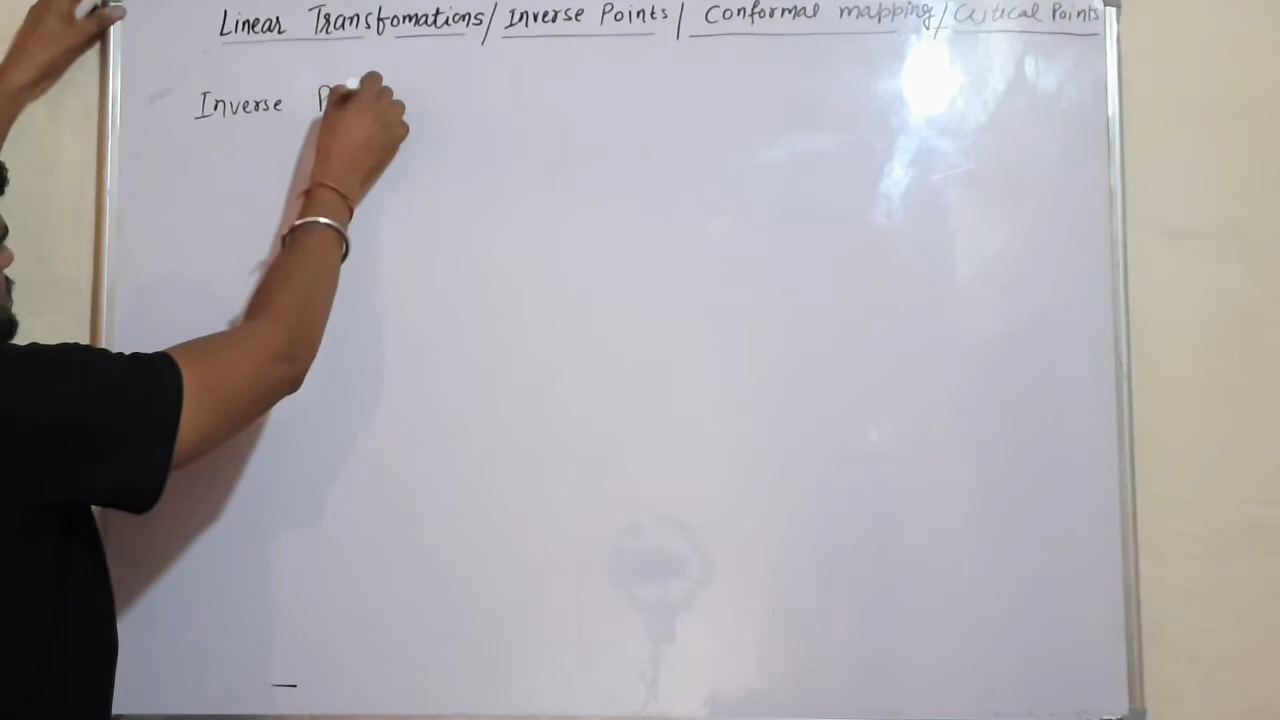 Linear Transfomations/ Inverse Points / Conformal mapping/ Critical Points
Inverse P